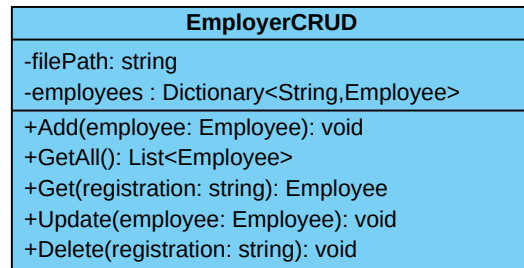 EmployerCRUD
-filePath: string
-employees : Dictionary<String,Employee>
+Add(employee: Employee): void
+GetAll(): List<Employee>
+Get(registration: string): Employee
+Update(employee: Employee): void
+Delete(registration: string): void